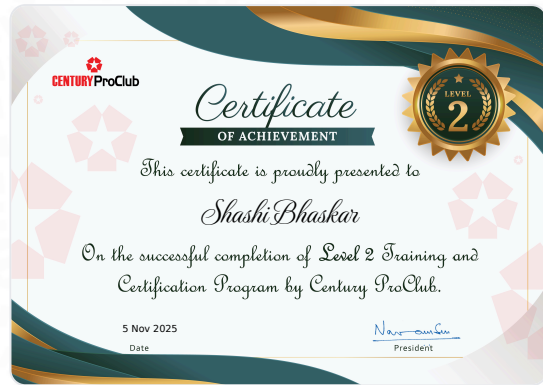 CENTURY ProClub
Certificate
OF ACHIEVEMENT
LEVEL
2
This certificate is proudly presented to
Shashi Bhaskar
On the successful completion of Level 2 Training and
Certification Program by Century ProClub.
5 Nov 2025
Date
President